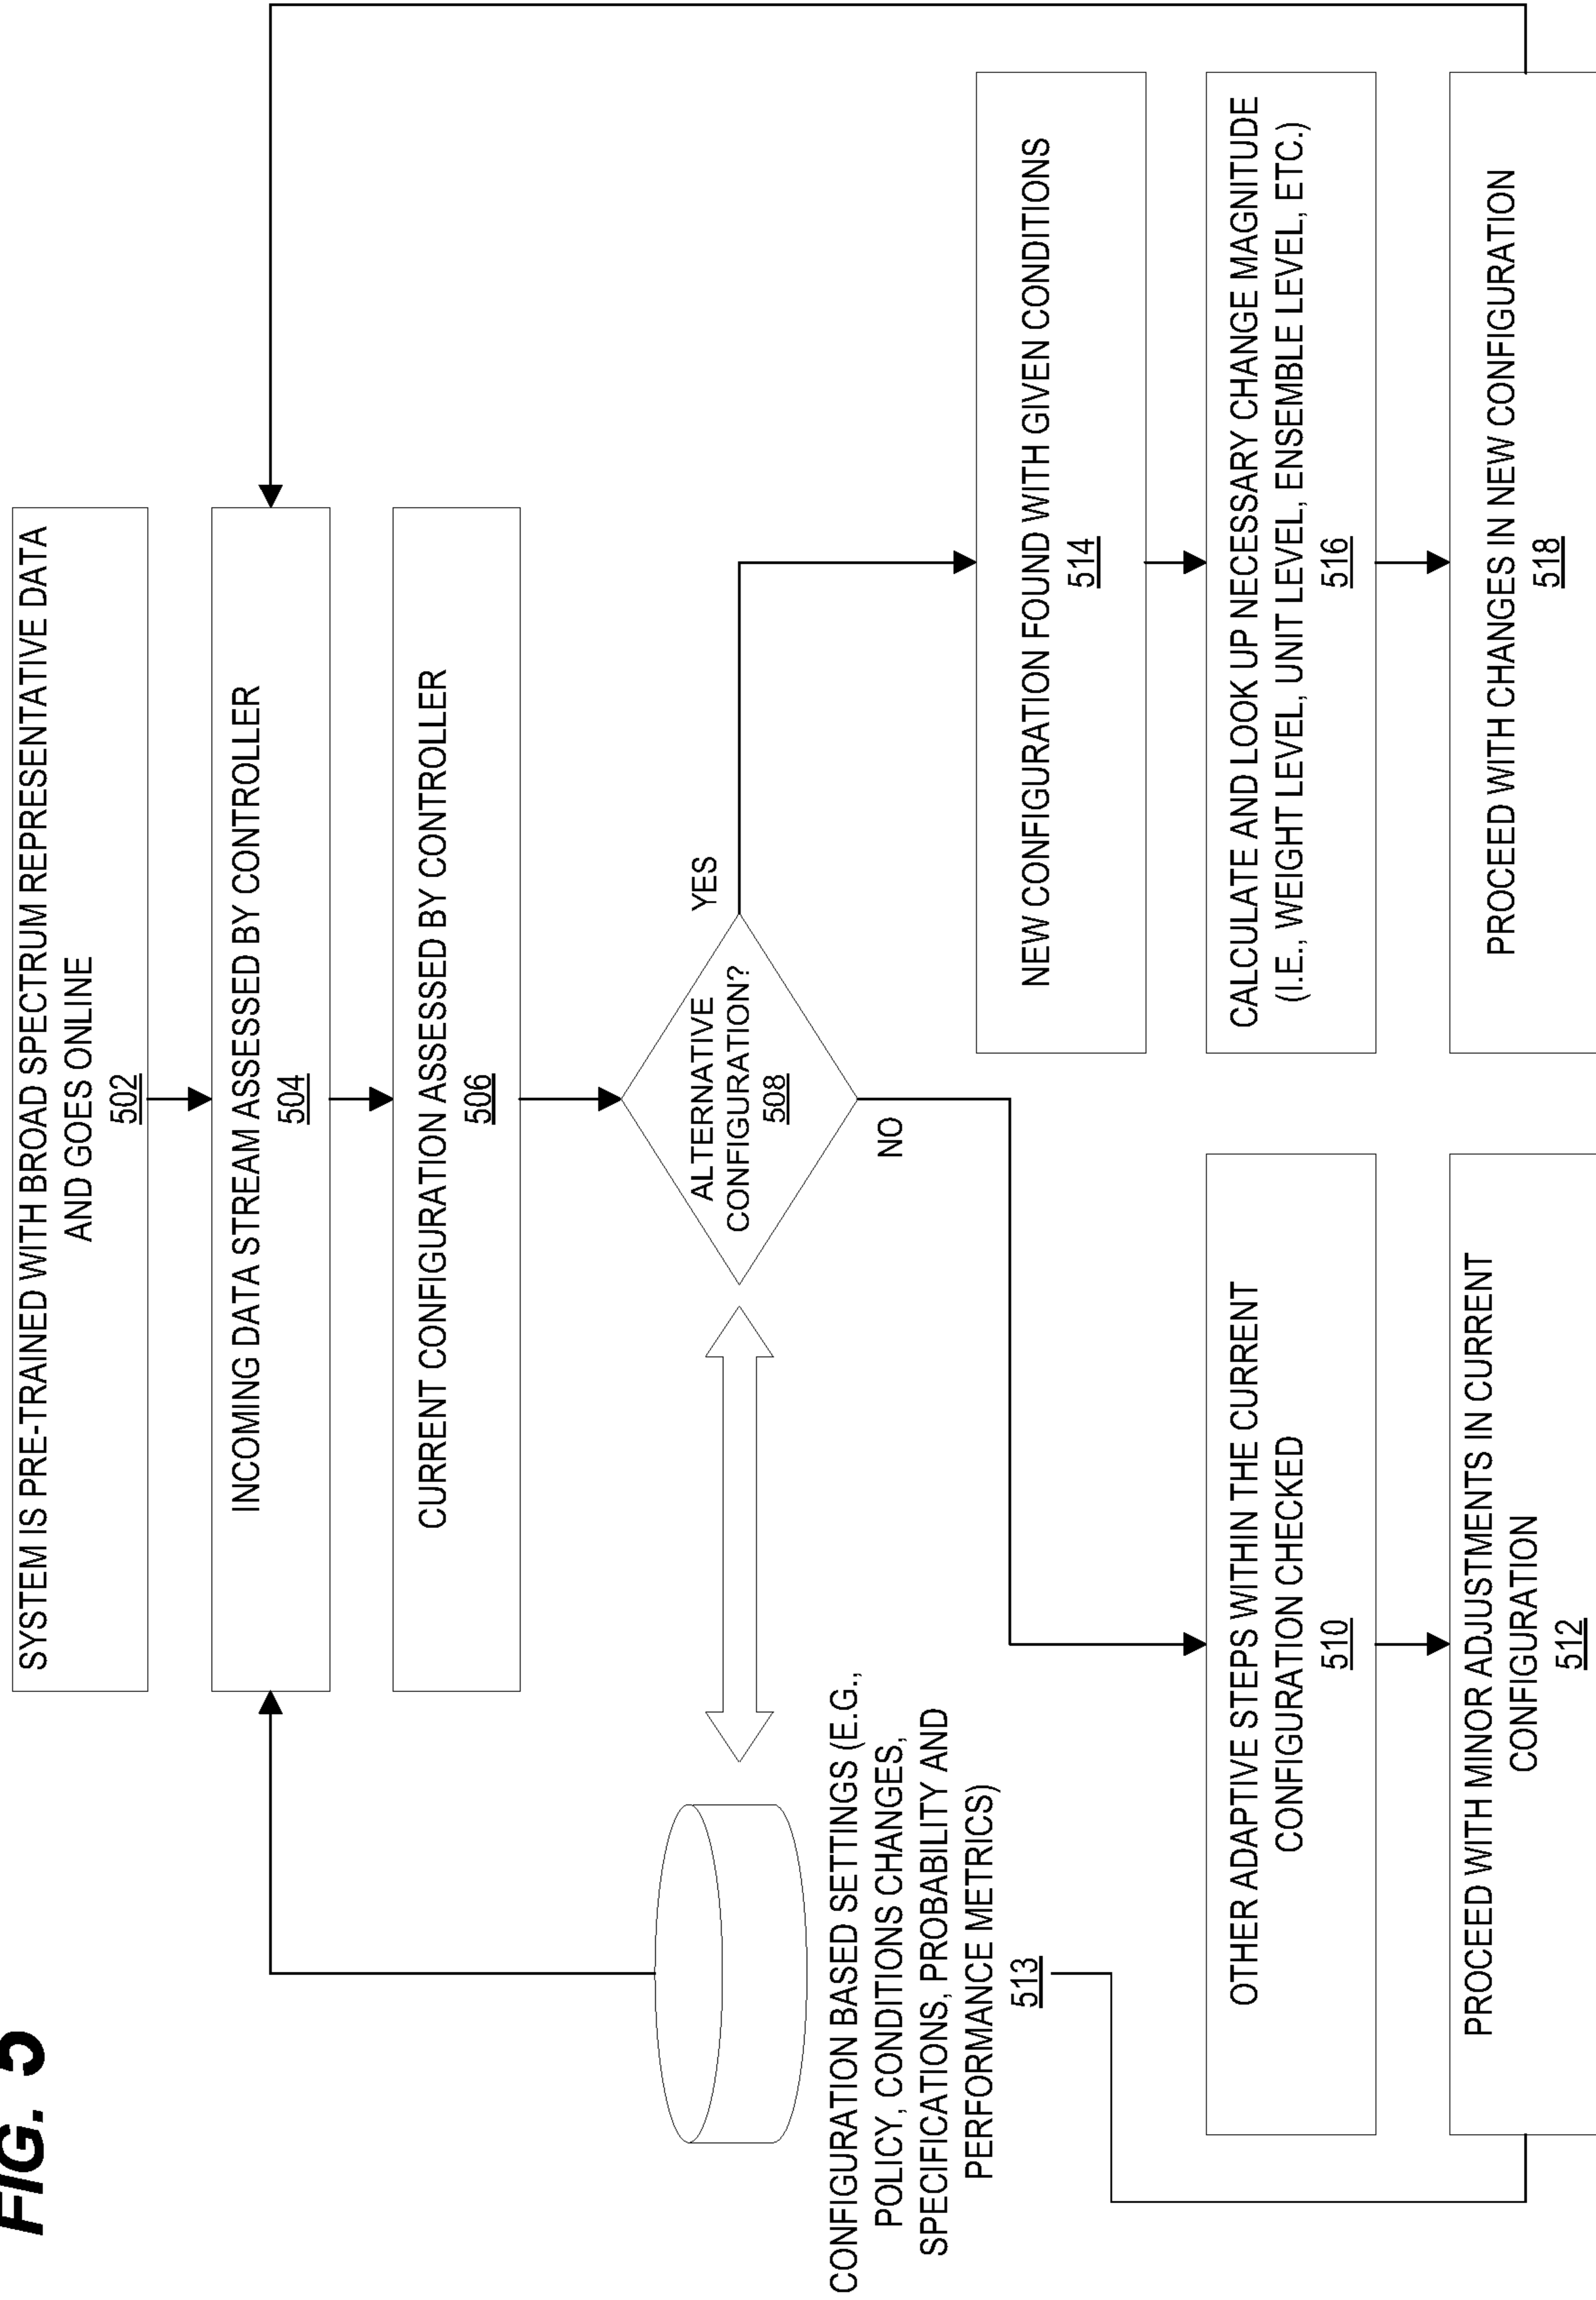 FIG. 5
SYSTEM IS PRE-TRAINED WITH BROAD SPECTRUM REPRESENTATIVE DATA
AND GOES ONLINE
502
INCOMING DATA STREAM ASSESSED BY CONTROLLER
504
CURRENT CONFIGURATION ASSESSED BY CONTROLLER
506
ALTERNATIVE
CONFIGURATION?
508
YES
NO
CONFIGURATION BASED SETTINGS (E.G.,
POLICY, CONDITIONS CHANGES,
SPECIFICATIONS, PROBABILITY AND
PERFORMANCE METRICS)
513
OTHER ADAPTIVE STEPS WITHIN THE CURRENT
CONFIGURATION CHECKED
510
PROCEED WITH MINOR ADJUSTMENTS IN CURRENT
CONFIGURATION
512
NEW CONFIGURATION FOUND WITH GIVEN CONDITIONS
514
CALCULATE AND LOOK UP NECESSARY CHANGE MAGNITUDE
(I.E., WEIGHT LEVEL, UNIT LEVEL, ENSEMBLE LEVEL, ETC.)
516
PROCEED WITH CHANGES IN NEW CONFIGURATION
518